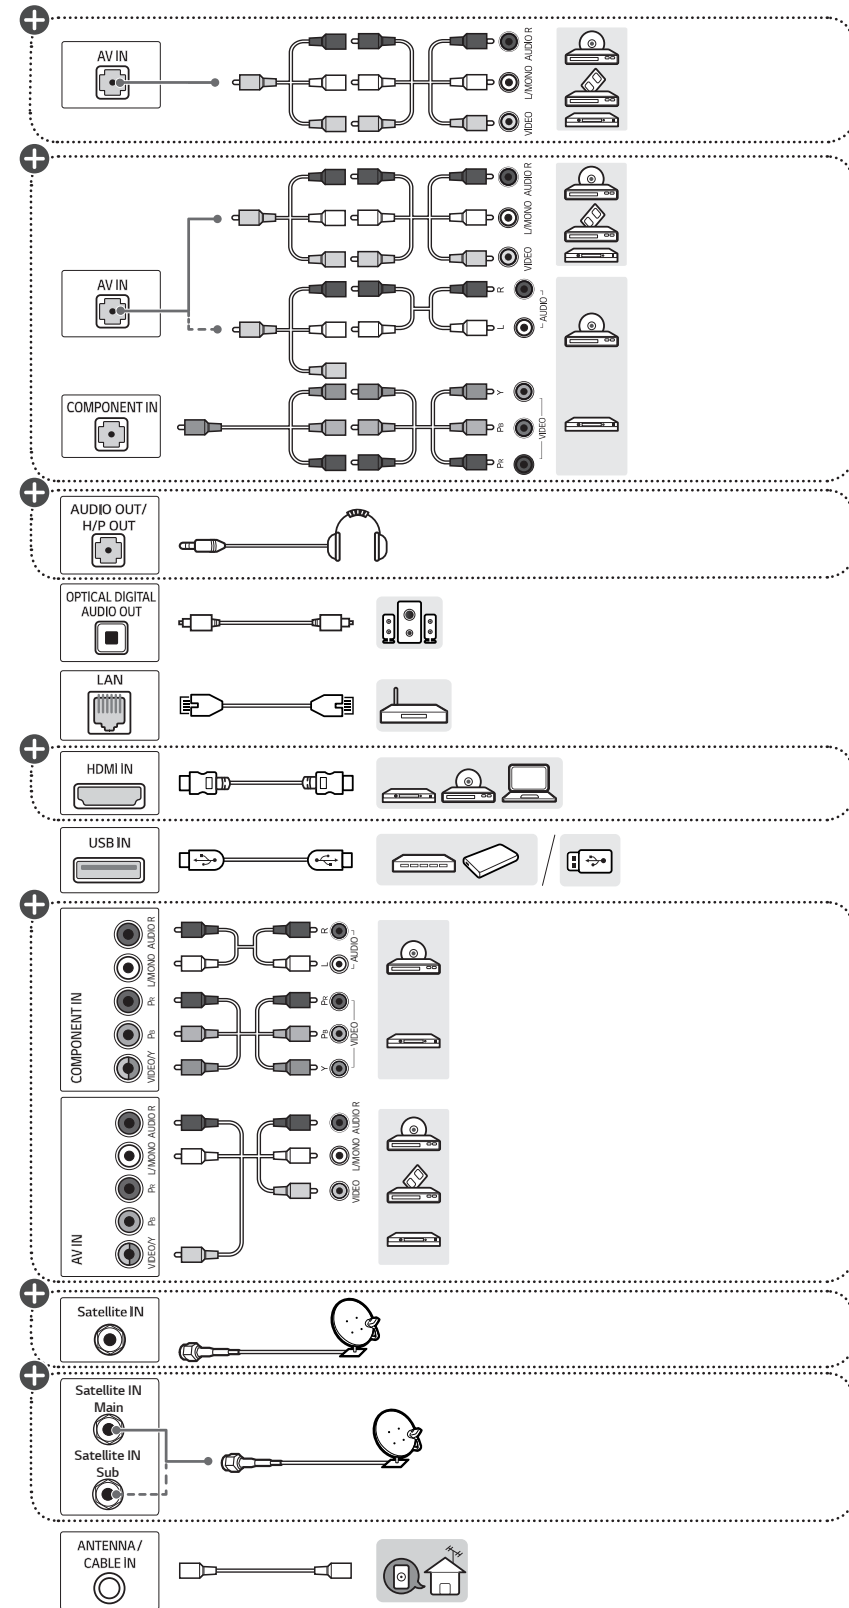 AV IN
AUDIO R
L/MONO
VIDEO
AV IN
AUDIO R
L/MONO
VIDEO
R
L
AUDIO
COMPONENT IN
Y
PB
PR
VIDEO
AUDIO OUT/
H/P OUT
OPTICAL DIGITAL
AUDIO OUT
LAN
HDMI IN
USB IN
COMPONENT IN
AUDIO R
L/MONO
PR
PB
VIDEO/Y
R
L
AUDIO
PR
PB
Y
VIDEO
AV IN
AUDIO R
L/MONO
PR
PB
VIDEO/Y
AUDIO R
L/MONO
VIDEO
Satellite IN
Satellite IN
Main
Satellite IN
Sub
ANTENNA /
CABLE IN